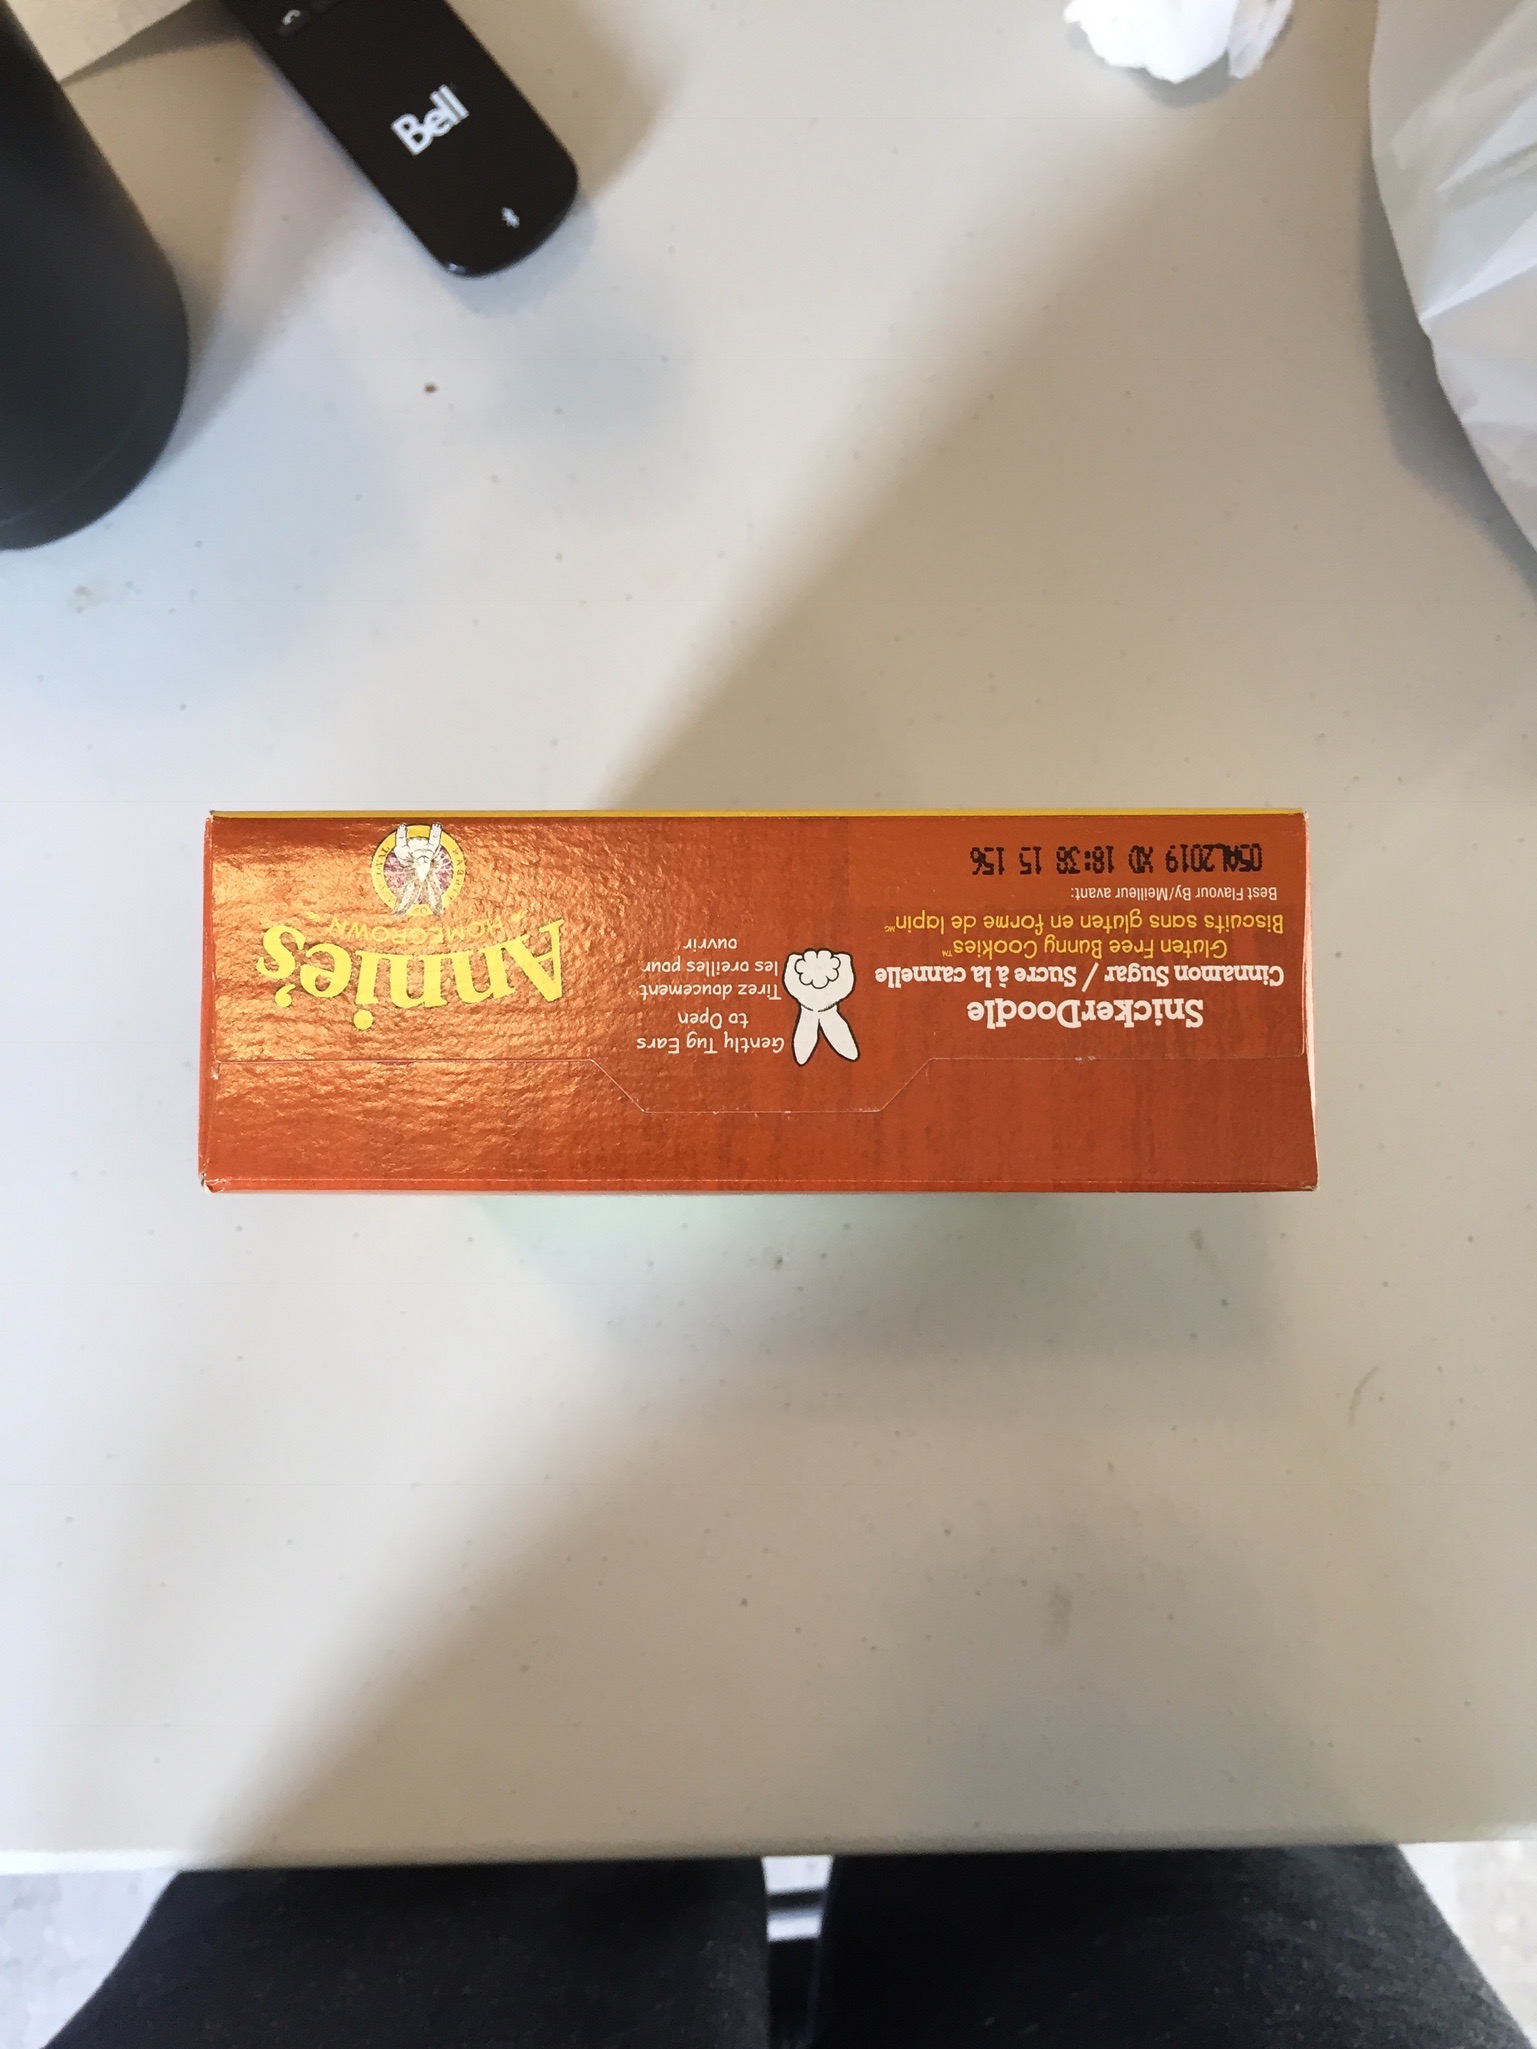 Bell
Annie's
HOMEGROWN
Gently Tug Ears
to Open
Tirez doucement
les oreilles pour
ouvrir
SnickerDoodle
Cinnamon Sugar / Sucre à la cannelle
Gluten Free Bunny Cookies™
Biscuits sans gluten en forme de lapin MC
Best Flavour By/Meilleur avant:
05AL2019 XD 18:38 15 156